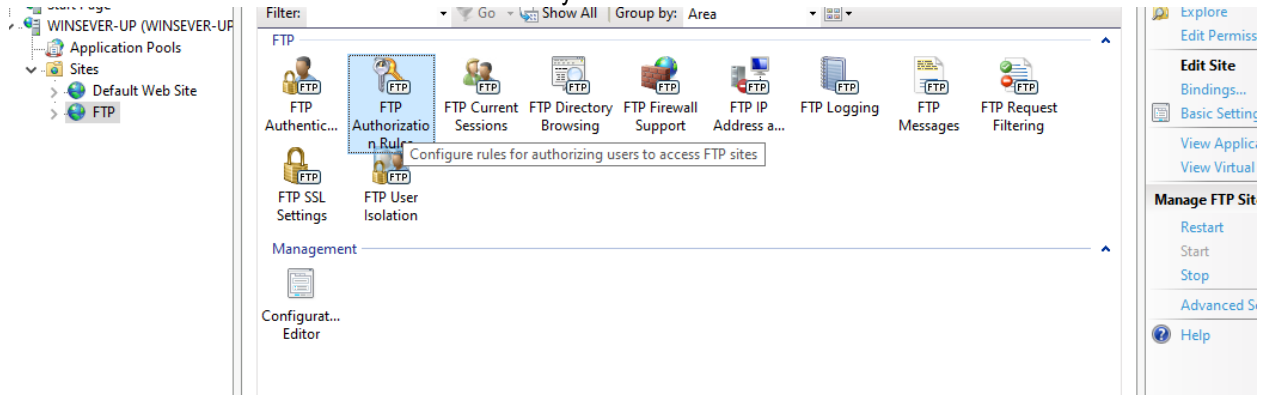 Start Page
Filter: Go Show All Group by: Area
Explore
WINSEVER-UP (WINSEVER-UP
Edit Permiss
Application Pools
FTP
Sites
Edit Site
Default Web Site
Bindings...
FTP
FTP Authentic...
FTP Authorizatio n Rules
FTP Current Sessions
FTP Directory Browsing
FTP Firewall Support
FTP IP Address a...
FTP Logging
FTP Messages
FTP Request Filtering
Basic Setting
Configure rules for authorizing users to access FTP sites
View Applica
View Virtual
FTP SSL Settings
FTP User Isolation
Manage FTP Sit
Restart
Management
Start
Stop
Configurat... Editor
Advanced Se
Help